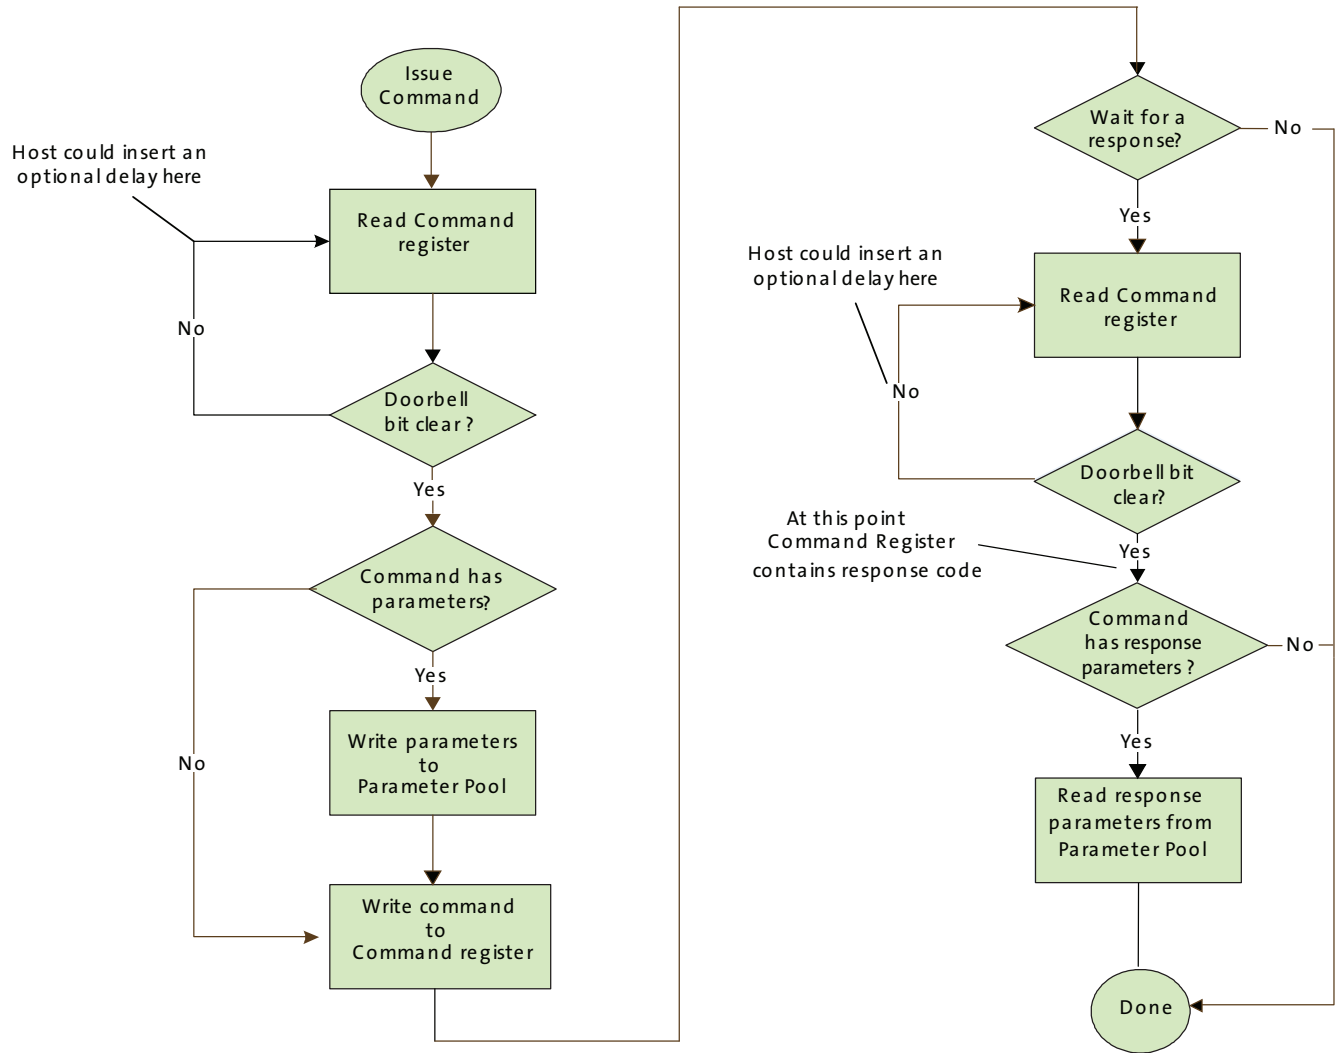 Issue
Command
Host could insert an
optional delay here
Read Command
register
No
Doorbell
bit clear ?
Yes
Command has
parameters?
Yes
Write parameters
to
Parameter Pool
No
Write command
to
Command register
Wait for a
response?
No
Yes
Host could insert an
optional delay here
Read Command
register
No
Doorbell bit
clear?
At this point
Command Register
contains response code
Yes
Command
has response
parameters ?
No
Yes
Read response
parameters from
Parameter Pool
Done